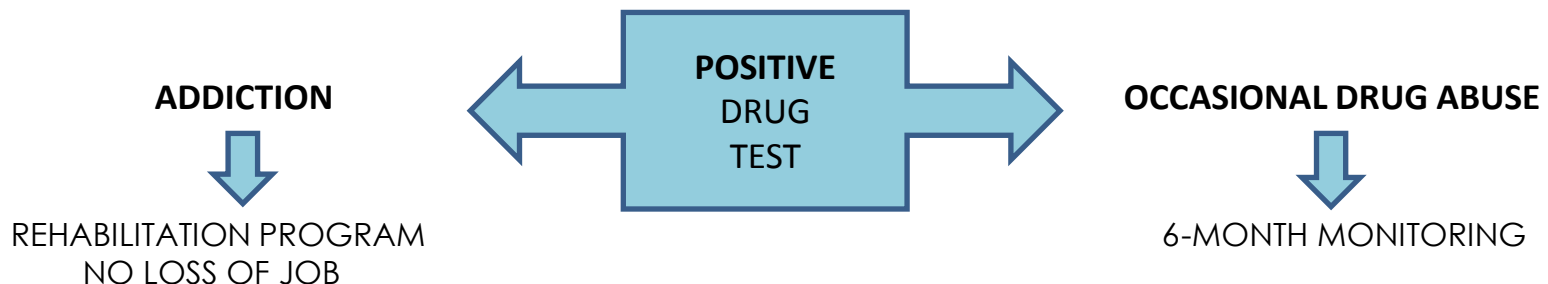 POSITIVE
DRUG
TEST
ADDICTION
OCCASIONAL DRUG ABUSE
REHABILITATION PROGRAM
NO LOSS OF JOB
6-MONTH MONITORING